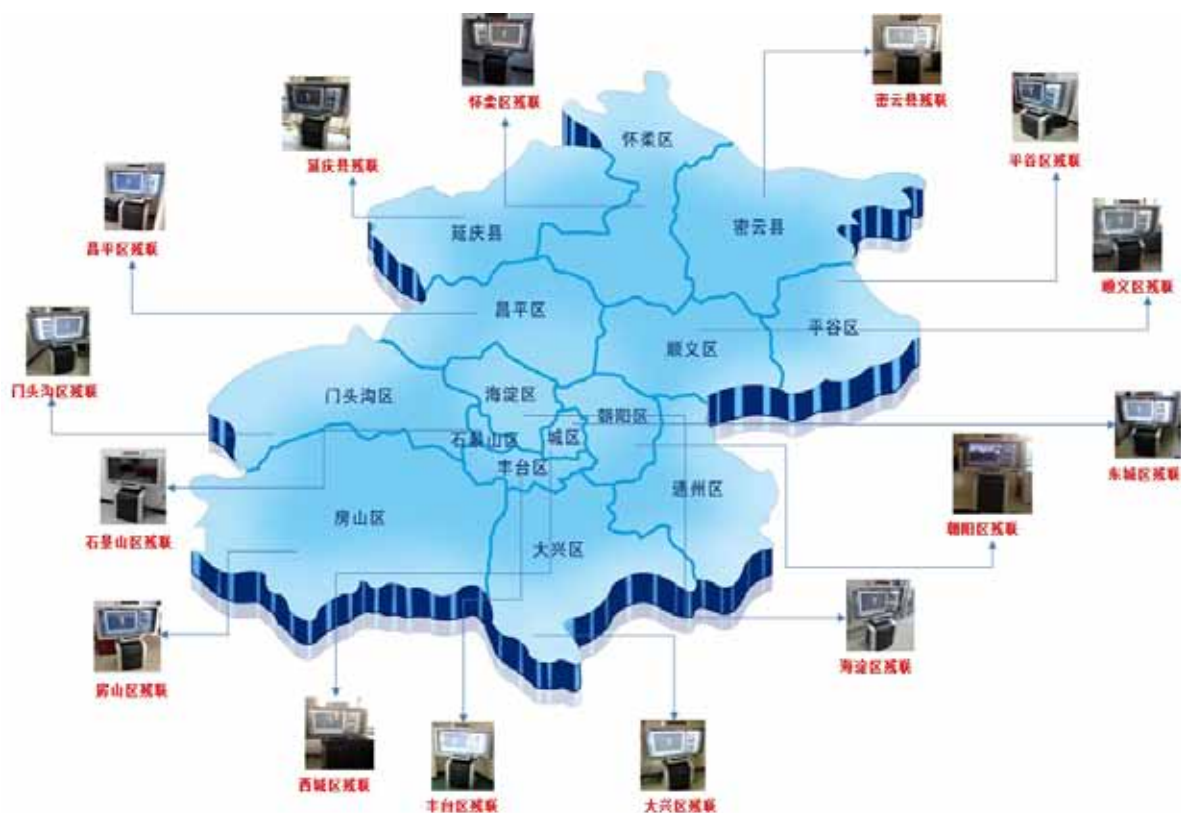 怀柔区残联
密云县残联
延庆县残联
平谷区残联
昌平区残联
顺义区残联
门头沟区残联
怀柔区
延庆县
密云县
昌平区
平谷区
顺义区
门头沟区
海淀区
朝阳区
石景山区
城区
丰台区
通州区
房山区
大兴区
东城区残联
石景山区残联
朝阳区残联
海淀区残联
房山区残联
西城区残联
丰台区残联
大兴区残联